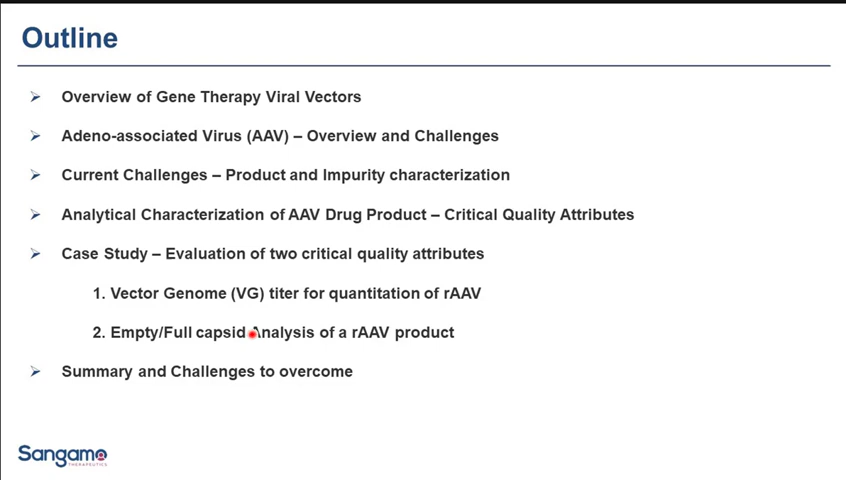 Outline
Overview of Gene Therapy Viral Vectors
Adeno-associated Virus (AAV) – Overview and Challenges
Current Challenges – Product and Impurity characterization
Analytical Characterization of AAV Drug Product – Critical Quality Attributes
Case Study – Evaluation of two critical quality attributes
1. Vector Genome (VG) titer for quantitation of rAAV
2. Empty/Full capsid Analysis of a rAAV product
Summary and Challenges to overcome
Sangamo
THERAPEUTICS